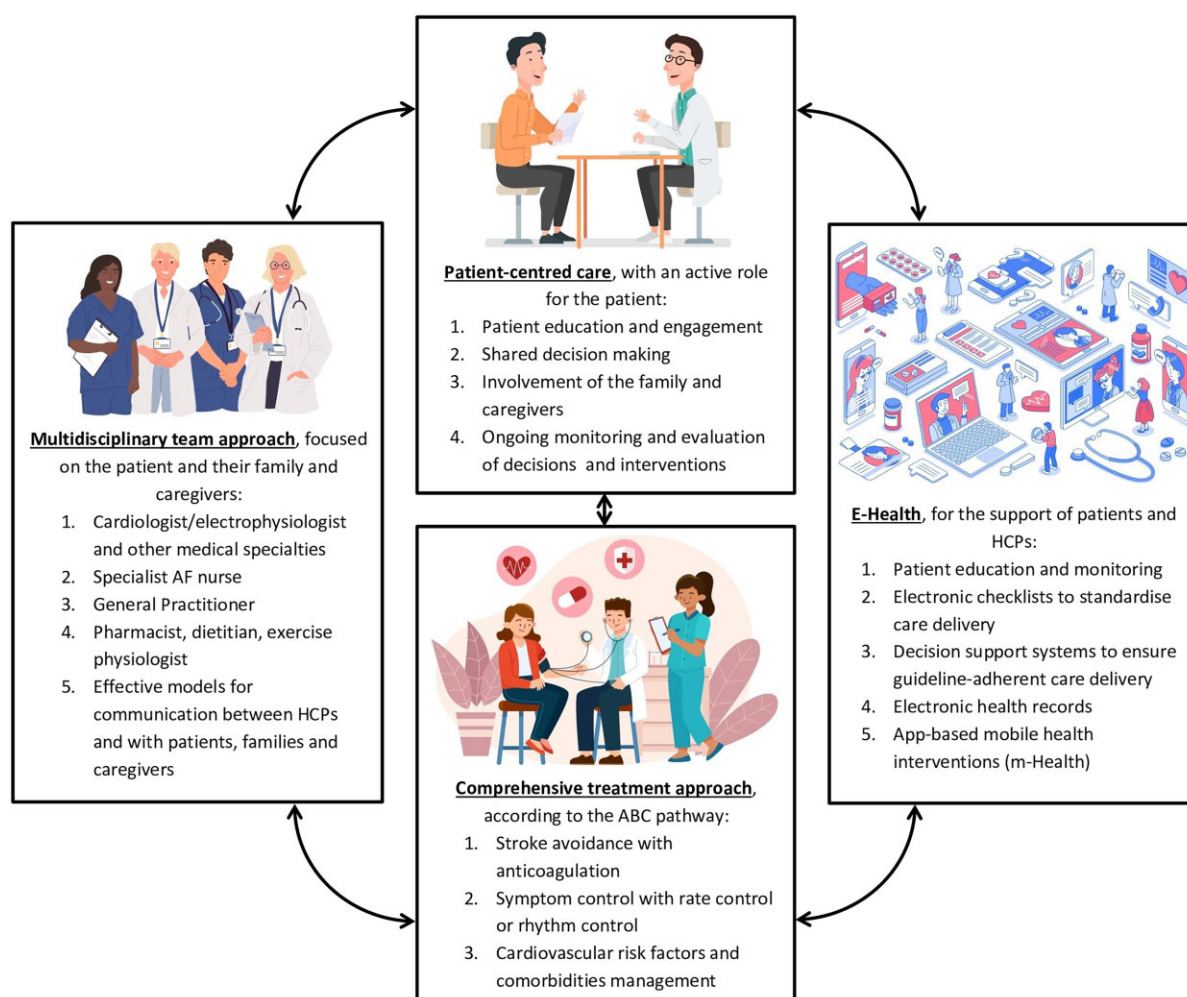 Patient-centred care, with an active role
for the patient:
1. Patient education and engagement
2. Shared decision making
3. Involvement of the family and
caregivers
4. Ongoing monitoring and evaluation
of decisions and interventions
Multidisciplinary team approach, focused
on the patient and their family and
caregivers:
1. Cardiologist/electrophysiologist
and other medical specialties
2. Specialist AF nurse
3. General Practitioner
4. Pharmacist, dietitian, exercise
physiologist
5. Effective models for
communication between HCPs
and with patients, families and
caregivers
E-Health, for the support of patients and
HCPs:
1. Patient education and monitoring
2. Electronic checklists to standardise
care delivery
3. Decision support systems to ensure
guideline-adherent care delivery
4. Electronic health records
5. App-based mobile health
interventions (m-Health)
Comprehensive treatment approach,
according to the ABC pathway:
1. Stroke avoidance with
anticoagulation
2. Symptom control with rate control
or rhythm control
3. Cardiovascular risk factors and
comorbidities management